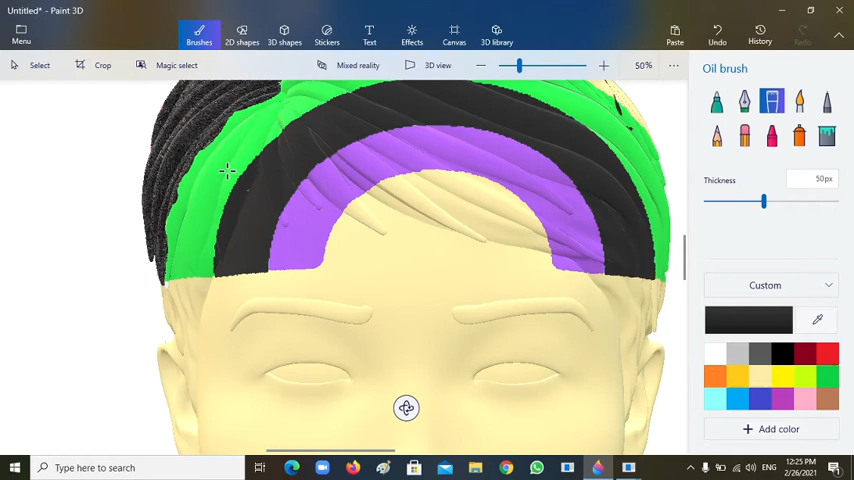 Untitled* - Paint 3D
Menu
Brushes
2D shapes
3D shapes
Stickers
Text
Effects
Canvas
3D library
Paste
Undo
History
Redo
Select
Crop
Magic select
Mixed reality
3D view
50%
Oil brush
Thickness
50px
Custom
Add color
Type here to search
ENG
12:25 PM
2/26/2021